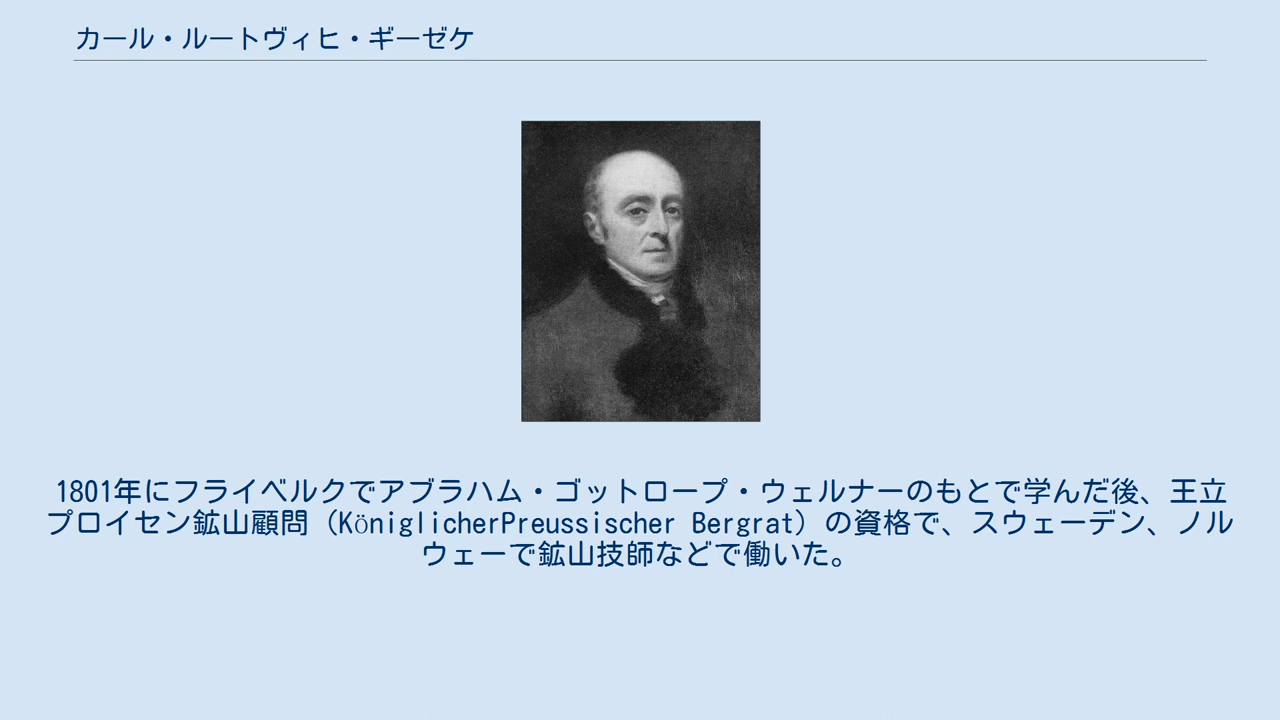 カール・ルートヴィヒ・ギーゼケ
1801年にフライベルクでアブラハム・ゴットロープ・ウェルナーのもとで学んだ後、王立
プロイセン鉱山顧問（KöniglicherPreussischer Bergrat）の資格で、スウェーデン、ノル
ウェーで鉱山技師などで働いた。